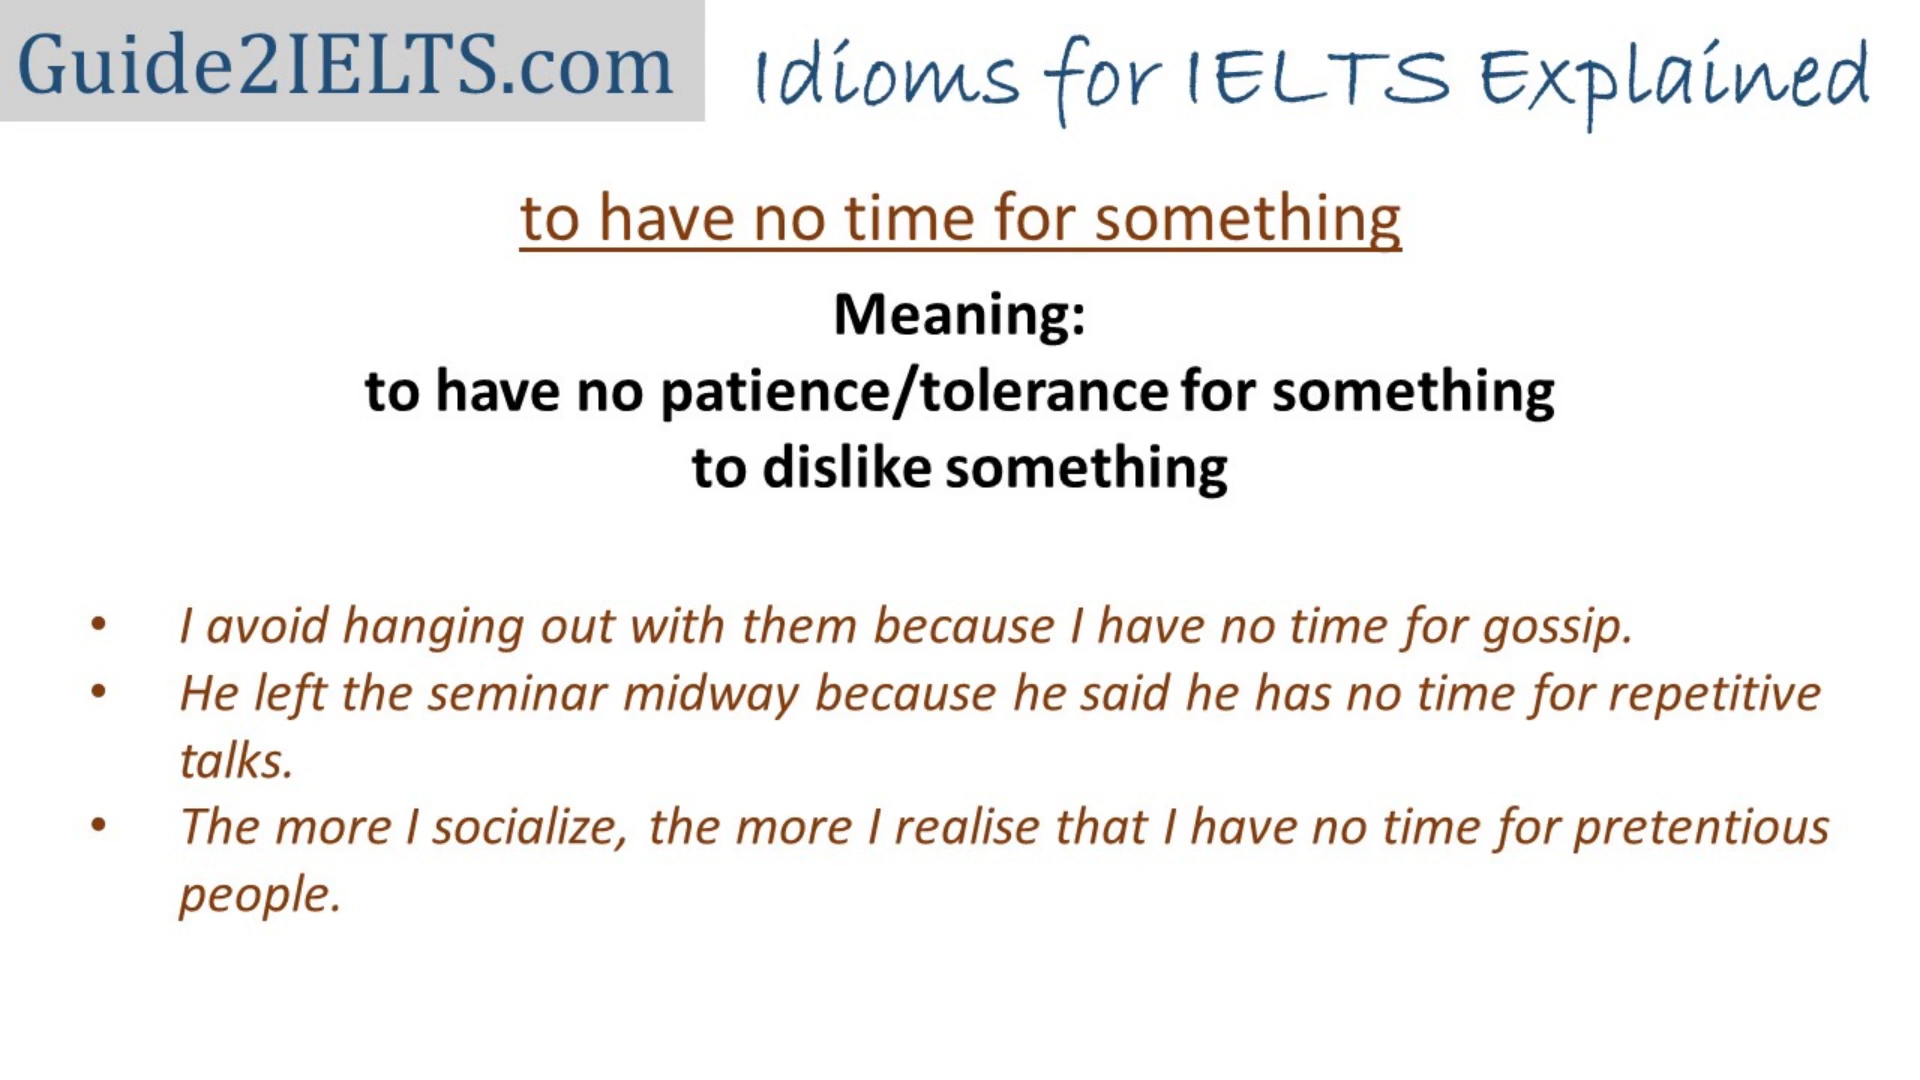 Guide2IELTS.com
Idioms for IELTS Explained
to have no time for something
Meaning:
to have no patience/tolerance for something
to dislike something
• I avoid hanging out with them because I have no time for gossip.
• He left the seminar midway because he said he has no time for repetitive
talks.
• The more I socialize, the more I realise that I have no time for pretentious
people.